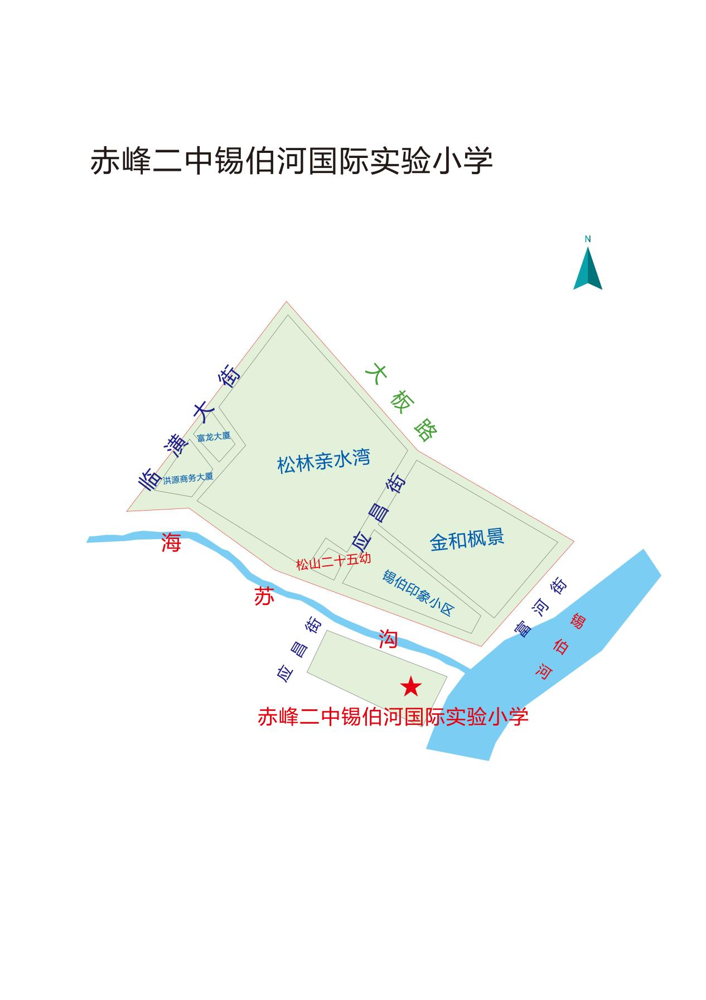 赤峰二中锡伯河国际实验小学
N
大板路
临潢大街
富龙大厦
松林亲水湾
洪源商务大厦
应昌街
金和枫景
海苏沟
松山二十五幼
锡伯印象小区
富河街
锡伯河
应昌街
赤峰二中锡伯河国际实验小学